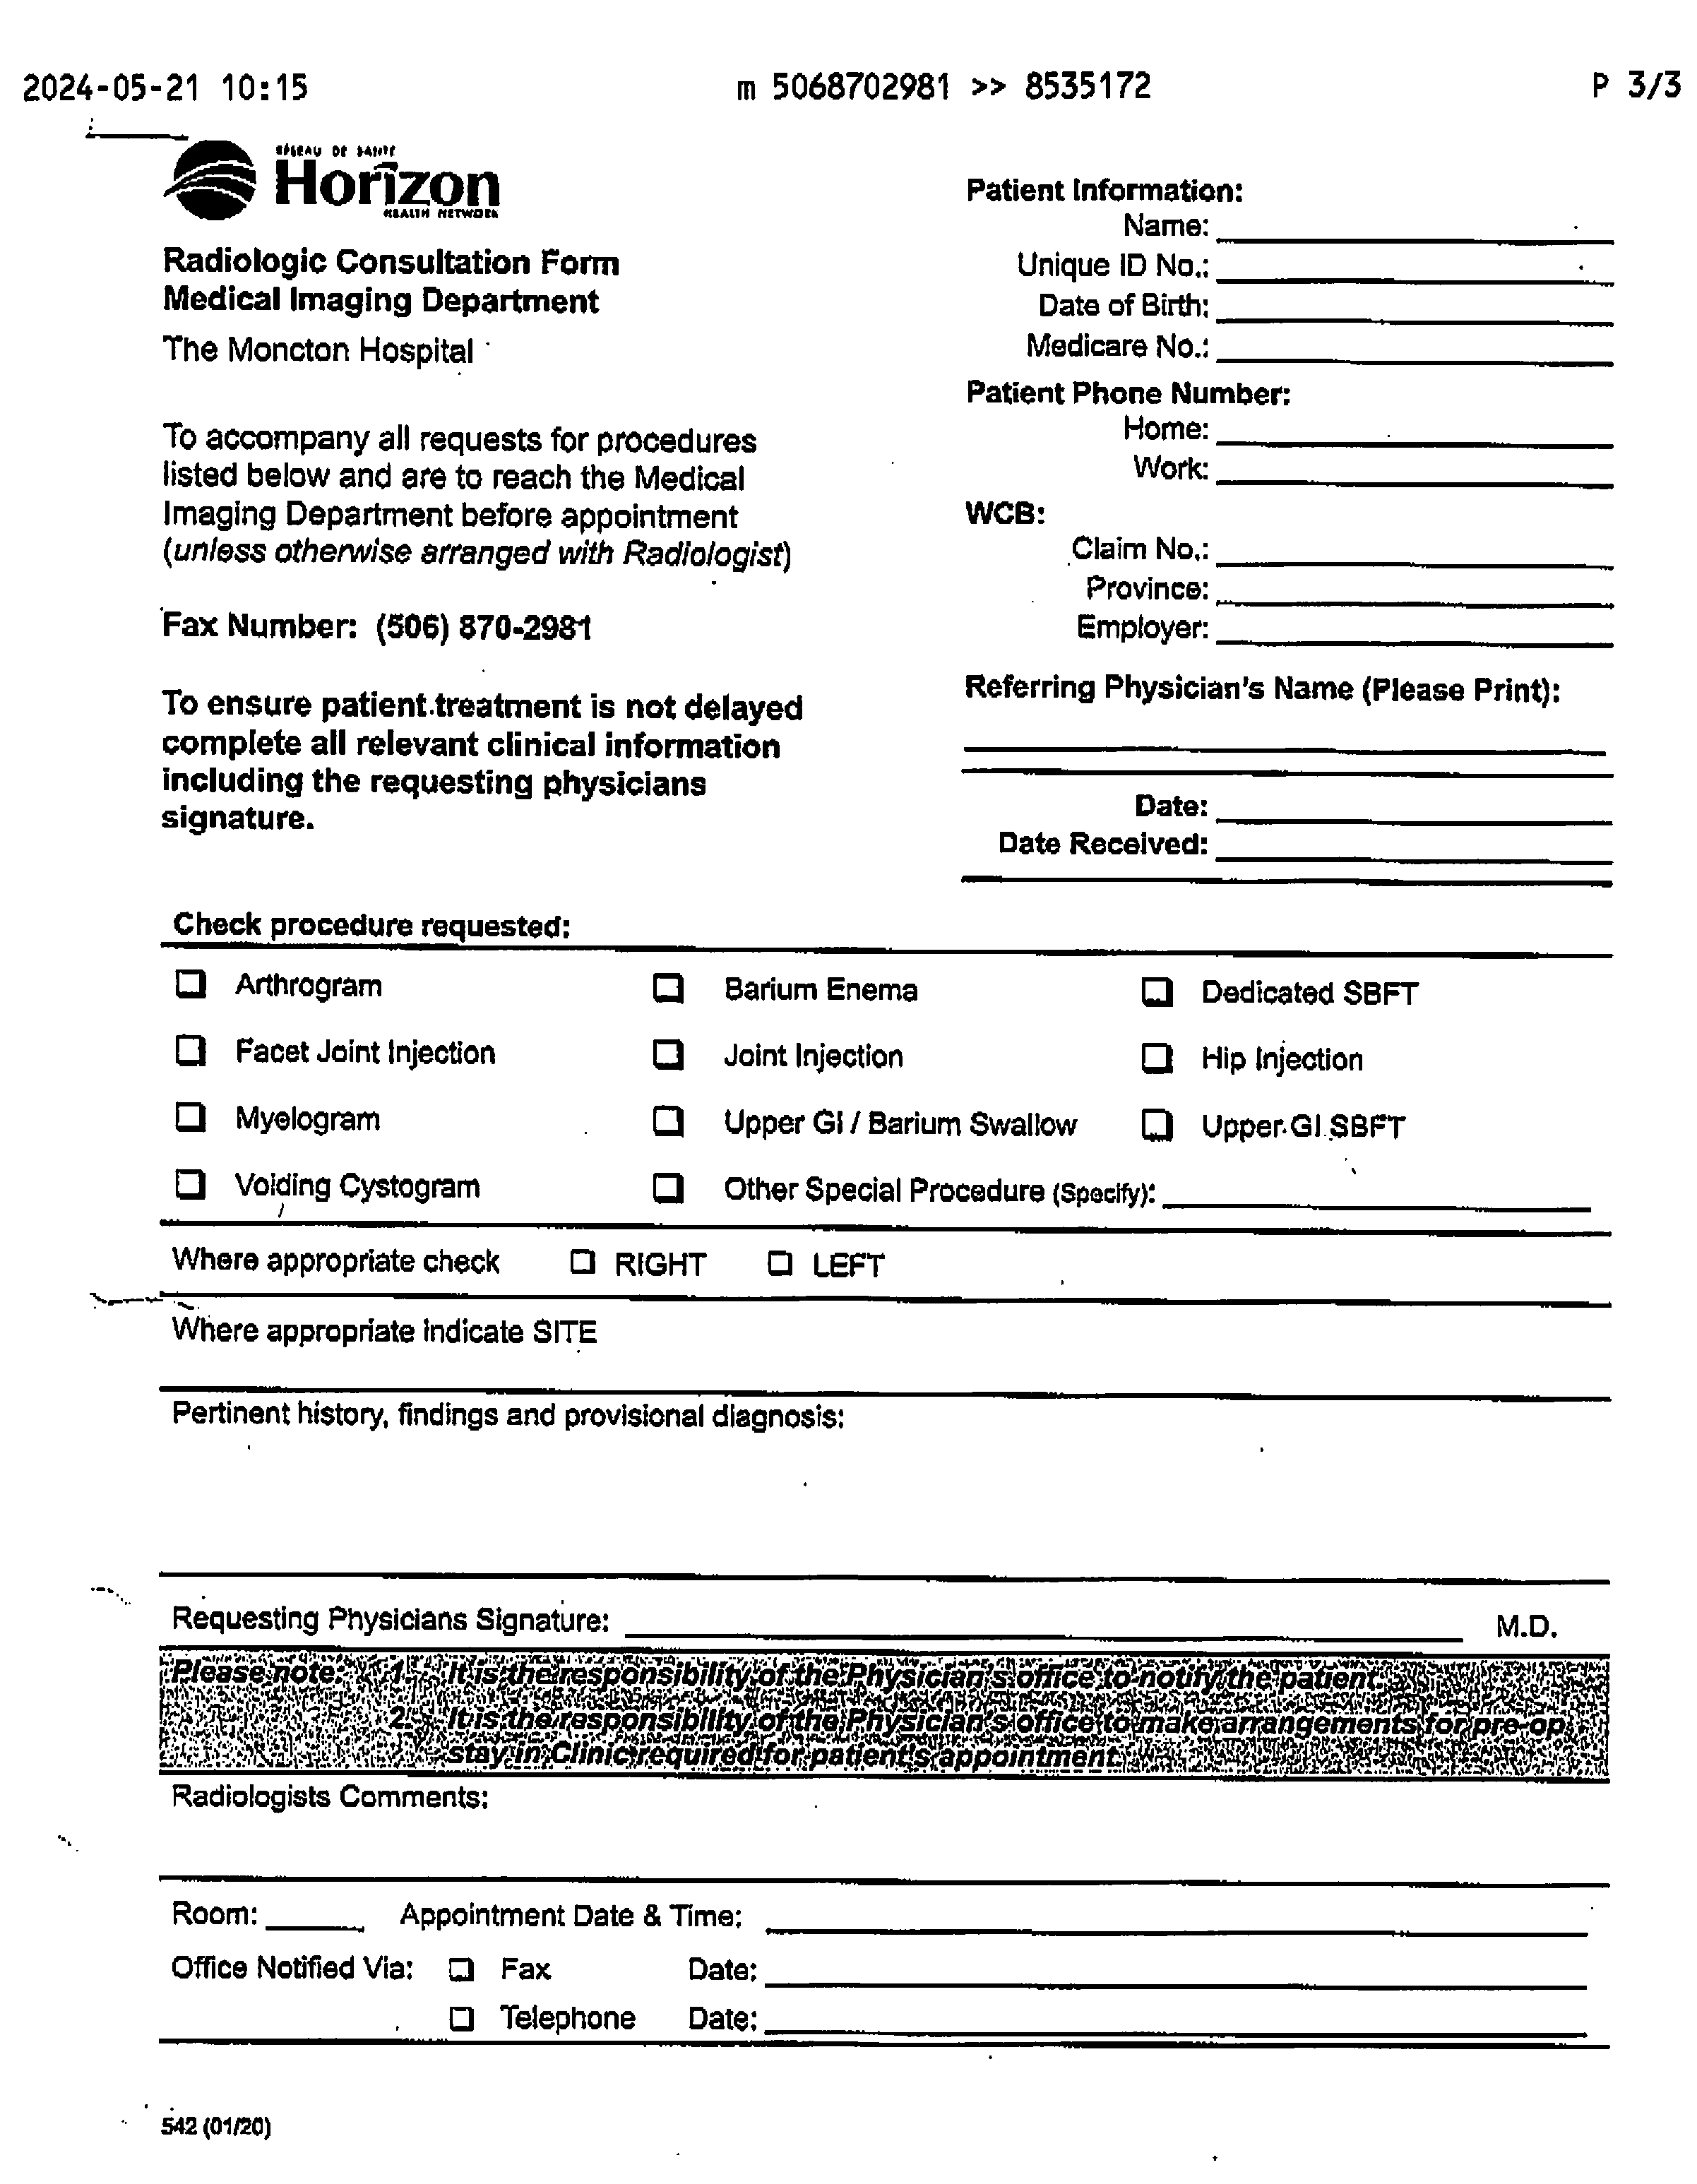 2024-05-21 10:15 m 5068702981 >> 8535172 P 3/3
RÉSEAU DE SANTÉ
Horizon
HEALTH NETWORK
Radiologic Consultation Form
Medical Imaging Department
The Moncton Hospital
To accompany all requests for procedures
listed below and are to reach the Medical
Imaging Department before appointment
(unless otherwise arranged with Radiologist)
Fax Number: (506) 870-2981
To ensure patient treatment is not delayed
complete all relevant clinical information
including the requesting physicians
signature.
Patient Information:
Name:
Unique ID No.:
Date of Birth:
Medicare No.:
Patient Phone Number:
Home:
Work:
WCB:
Claim No.:
Province:
Employer:
Referring Physician's Name (Please Print):
Date:
Date Received:
Check procedure requested:
Arthrogram Barium Enema Dedicated SBFT
Facet Joint Injection Joint Injection Hip Injection
Myelogram Upper GI / Barium Swallow Upper GI SBFT
Voiding Cystogram Other Special Procedure (Specify):
Where appropriate check RIGHT LEFT
Where appropriate indicate SITE
Pertinent history, findings and provisional diagnosis:
Requesting Physicians Signature: M.D.
Please note: 1. It is the responsibility of the Physician's office to notify the patient.
2. It is the responsibility of the Physician's office to make arrangements for pre-op
stay in Clinic required for patient's appointment.
Radiologists Comments:
Room: Appointment Date & Time:
Office Notified Via: Fax Date:
Telephone Date:
542 (01/20)